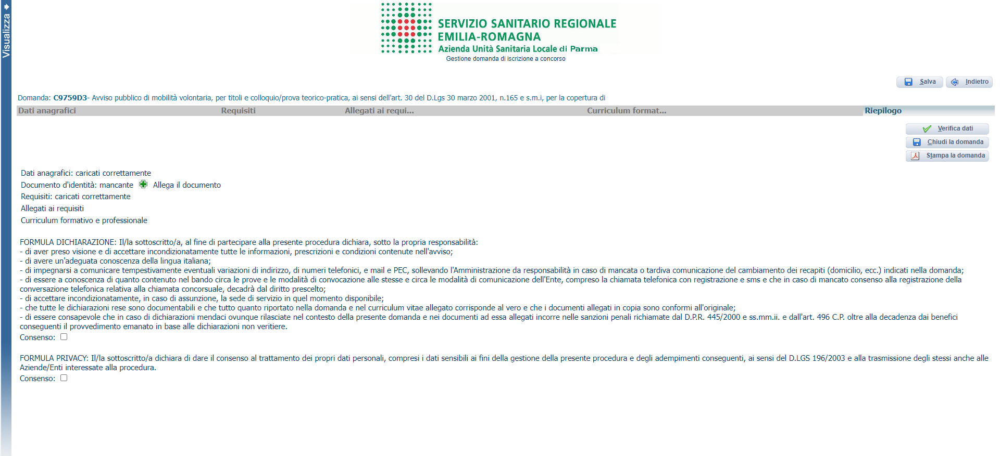 Visualizza
SERVIZIO SANITARIO REGIONALE
EMILIA-ROMAGNA
Azienda Unità Sanitaria Locale di Parma
Gestione domanda di iscrizione a concorso
Salva Indietro
Domanda: C9759D3- Avviso pubblico di mobilità volontaria, per titoli e colloquio/prova teorico-pratica, ai sensi dell'art. 30 del D.Lgs 30 marzo 2001, n.165 e s.m.i, per la copertura di
Dati anagrafici Requisiti Allegati ai requi... Curriculum format... Riepilogo
Verifica dati
Chiudi la domanda
Stampa la domanda
Dati anagrafici: caricati correttamente
Documento d'identità: mancante Allega il documento
Requisiti: caricati correttamente
Allegati ai requisiti
Curriculum formativo e professionale
FORMULA DICHIARAZIONE: Il/la sottoscritto/a, al fine di partecipare alla presente procedura dichiara, sotto la propria responsabilità:
- di aver preso visione e di accettare incondizionatamente tutte le informazioni, prescrizioni e condizioni contenute nell'avviso;
- di avere un'adeguata conoscenza della lingua italiana;
- di impegnarsi a comunicare tempestivamente eventuali variazioni di indirizzo, di numeri telefonici, e mail e PEC, sollevando l'Amministrazione da responsabilità in caso di mancata o tardiva comunicazione del cambiamento dei recapiti (domicilio, ecc.) indicati nella domanda;
- di essere a conoscenza di quanto contenuto nel bando circa le prove e le modalità di convocazione alle stesse e circa le modalità di comunicazione dell'Ente, compreso la chiamata telefonica con registrazione e sms e che in caso di mancato consenso alla registrazione della
conversazione telefonica relativa alla chiamata concorsuale, decadrà dal diritto prescelto;
- di accettare incondizionatamente, in caso di assunzione, la sede di servizio in quel momento disponibile;
- che tutte le dichiarazioni rese sono documentabili e che tutto quanto riportato nella domanda e nel curriculum vitae allegato corrisponde al vero e che i documenti allegati in copia sono conformi all'originale;
- di essere consapevole che in caso di dichiarazioni mendaci ovunque rilasciate nel contesto della presente domanda e nei documenti ad essa allegati incorre nelle sanzioni penali richiamate dal D.P.R. 445/2000 e ss.mm.ii. e dall'art. 496 C.P. oltre alla decadenza dai benefici
conseguenti il provvedimento emanato in base alle dichiarazioni non veritiere.
Consenso:
FORMULA PRIVACY: Il/la sottoscritto/a dichiara di dare il consenso al trattamento dei propri dati personali, compresi i dati sensibili ai fini della gestione della presente procedura e degli adempimenti conseguenti, ai sensi del D.LGS 196/2003 e alla trasmissione degli stessi anche alle
Aziende/Enti interessate alla procedura.
Consenso: